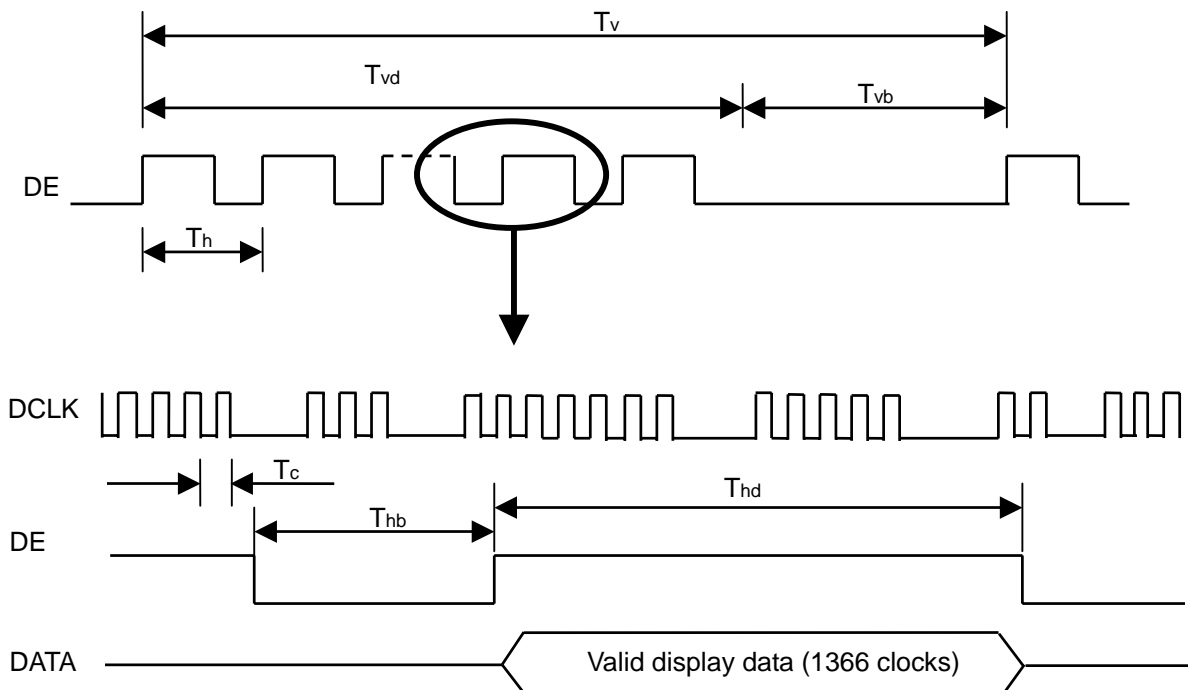 Tv
Tvd
Tvb
DE
Th
DCLK
Tc
Thd
Thb
DE
DATA
Valid display data (1366 clocks)